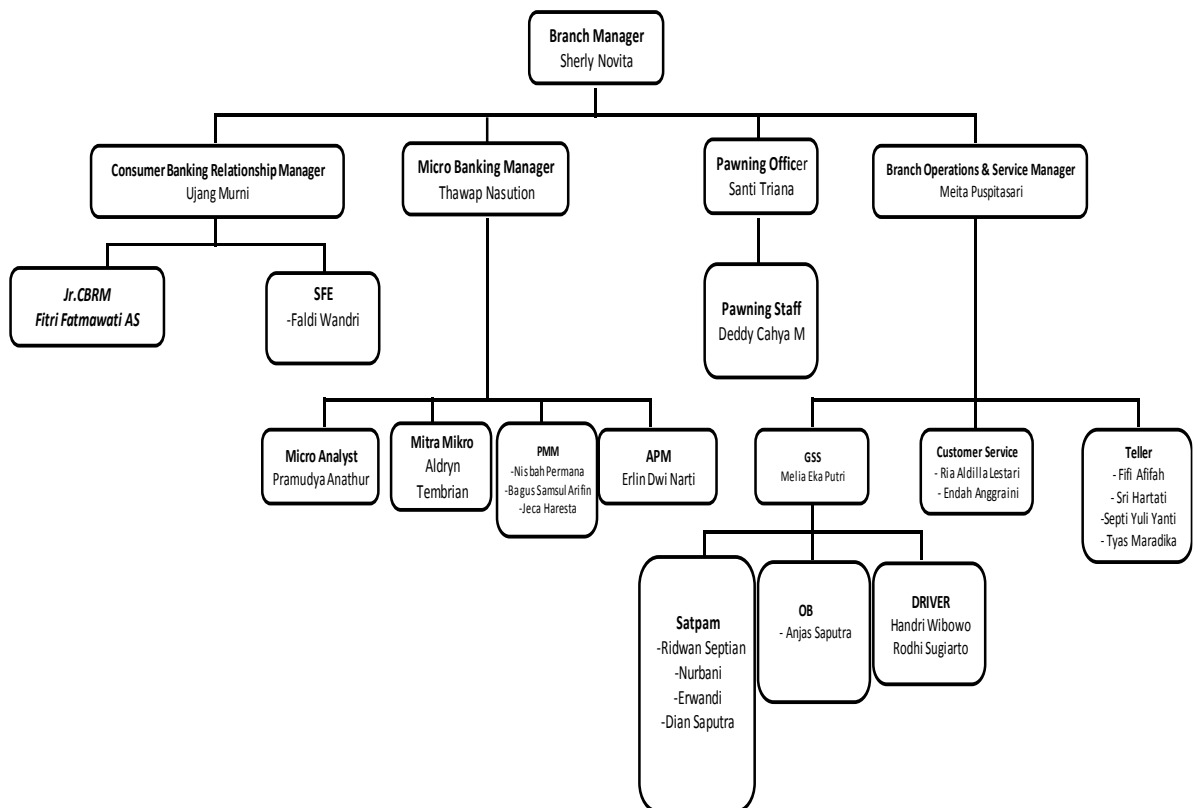 Branch Manager
Sherly Novita
Consumer Banking Relationship Manager
Ujang Murni
Micro Banking Manager
Thawap Nasution
Pawning Officer
Santi Triana
Branch Operations & Service Manager
Meita Puspitasari
Jr.CBRM
Fitri Fatmawati AS
SFE
-Faldi Wandri
Pawning Staff
Deddy Cahya M
Micro Analyst
Pramudya Anathur
Mitra Mikro
Aldryn
Tembrian
PMM
-Nisbah Permana
-Bagus Samsul Arifin
-Jeca Haresta
APM
Erlin Dwi Narti
GSS
Melia Eka Putri
Customer Service
- Ria Aldilla Lestari
- Endah Anggraini
Teller
- Fifi Afifah
- Sri Hartati
-Septi Yuli Yanti
- Tyas Maradika
Satpam
-Ridwan Septian
-Nurbani
-Erwandi
-Dian Saputra
OB
- Anjas Saputra
DRIVER
Handri Wibowo
Rodhi Sugiarto